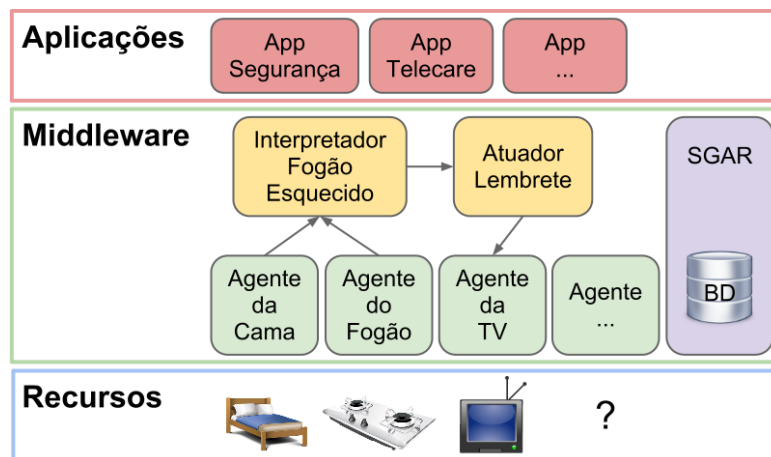 Aplicações
App
Segurança
App
Telecare
App
...
Middleware
Interpretador
Fogão
Esquecido
Atuador
Lembrete
SGAR
BD
Agente
da
Cama
Agente
do
Fogão
Agente
da
TV
Agente
...
Recursos
?